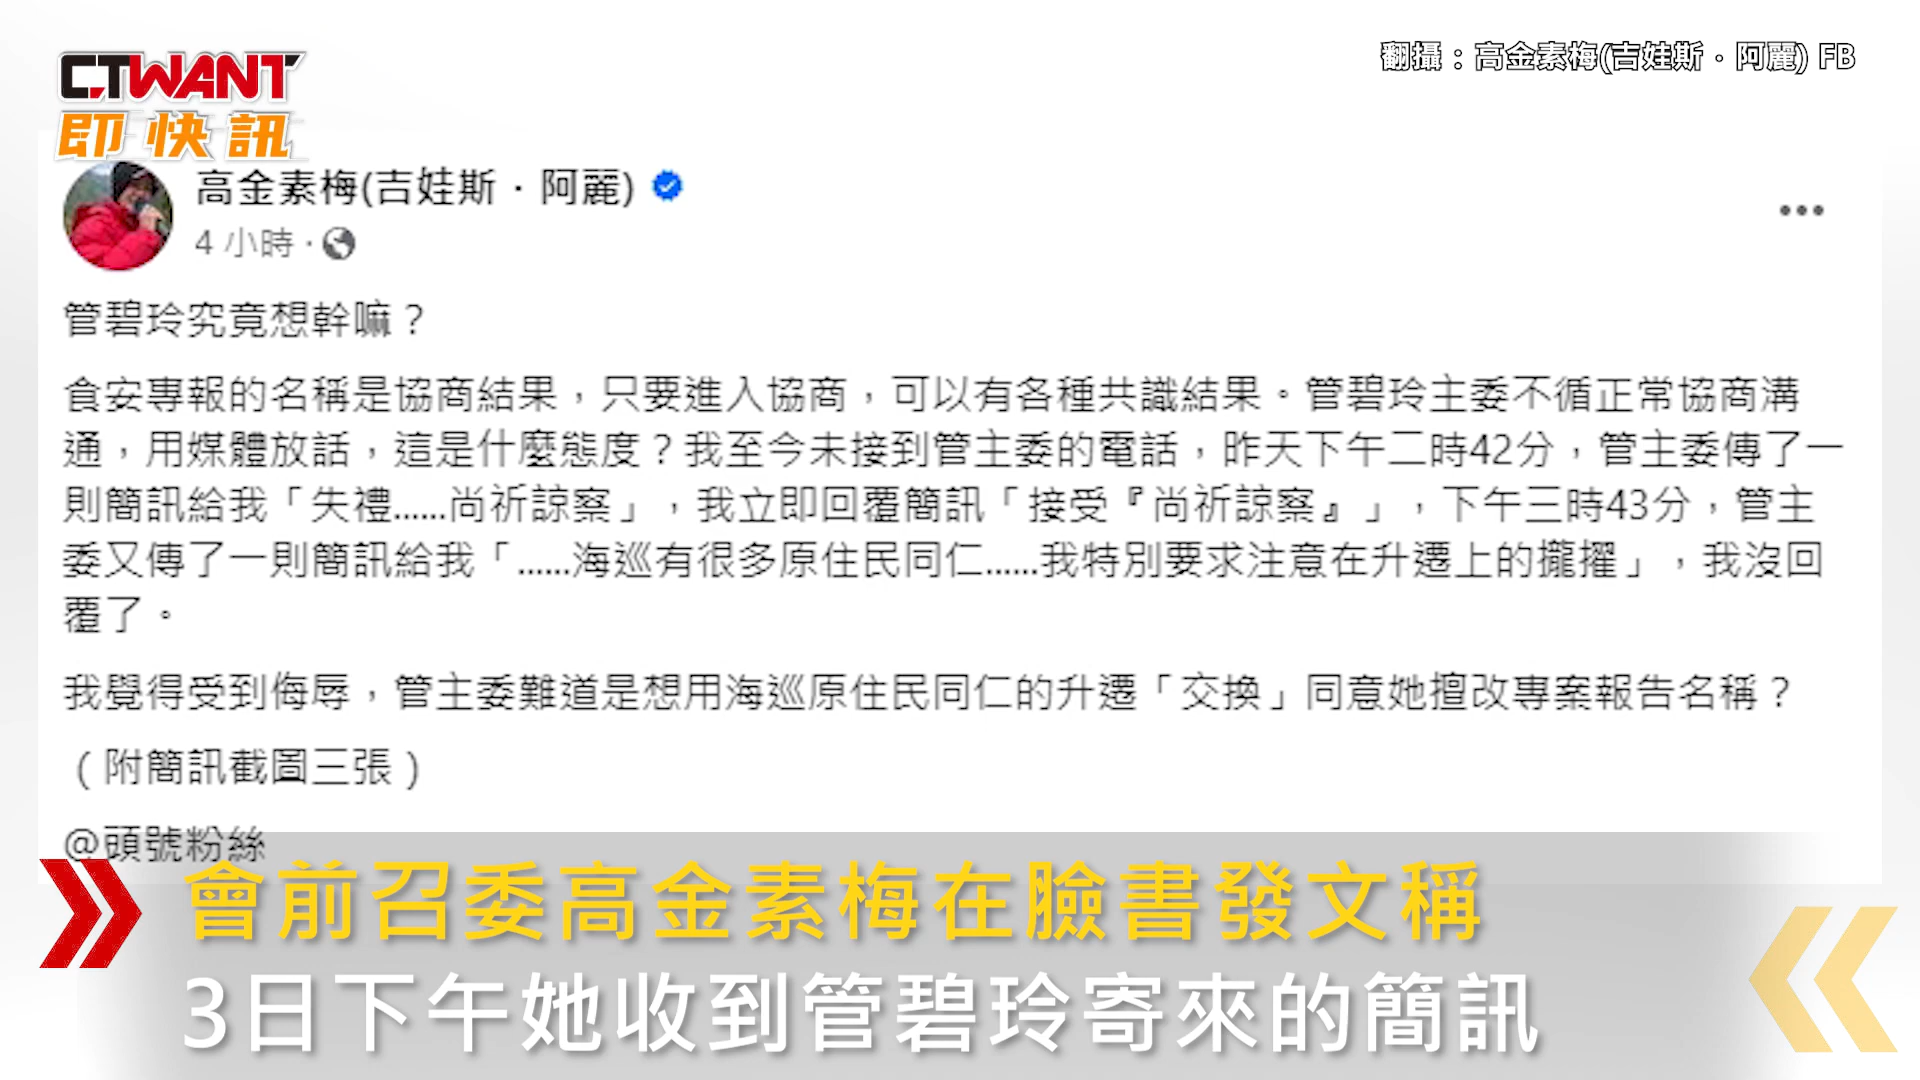 翻攝：高金素梅(吉娃斯・阿麗) FB
CTWANT
即快訊
高金素梅(吉娃斯・阿麗)
4 小時・
管碧玲究竟想幹嘛？
食安專報的名稱是協商結果，只要進入協商，可以有各種共識結果。管碧玲主委不循正常協商溝
通，用媒體放話，這是什麼態度？我至今未接到管主委的電話，昨天下午二時42分，管主委傳了一
則簡訊給我「失禮......尚祈諒察」，我立即回覆簡訊「接受『尚祈諒察』」，下午三時43分，管主
委又傳了一則簡訊給我「......海巡有很多原住民同仁......我特別要求注意在升遷上的攏擢」，我沒回
覆了。
我覺得受到侮辱，管主委難道是想用海巡原住民同仁的升遷「交換」同意她擅改專案報告名稱？
（附簡訊截圖三張）
@頭號粉絲
會前召委高金素梅在臉書發文稱
3日下午她收到管碧玲寄來的簡訊